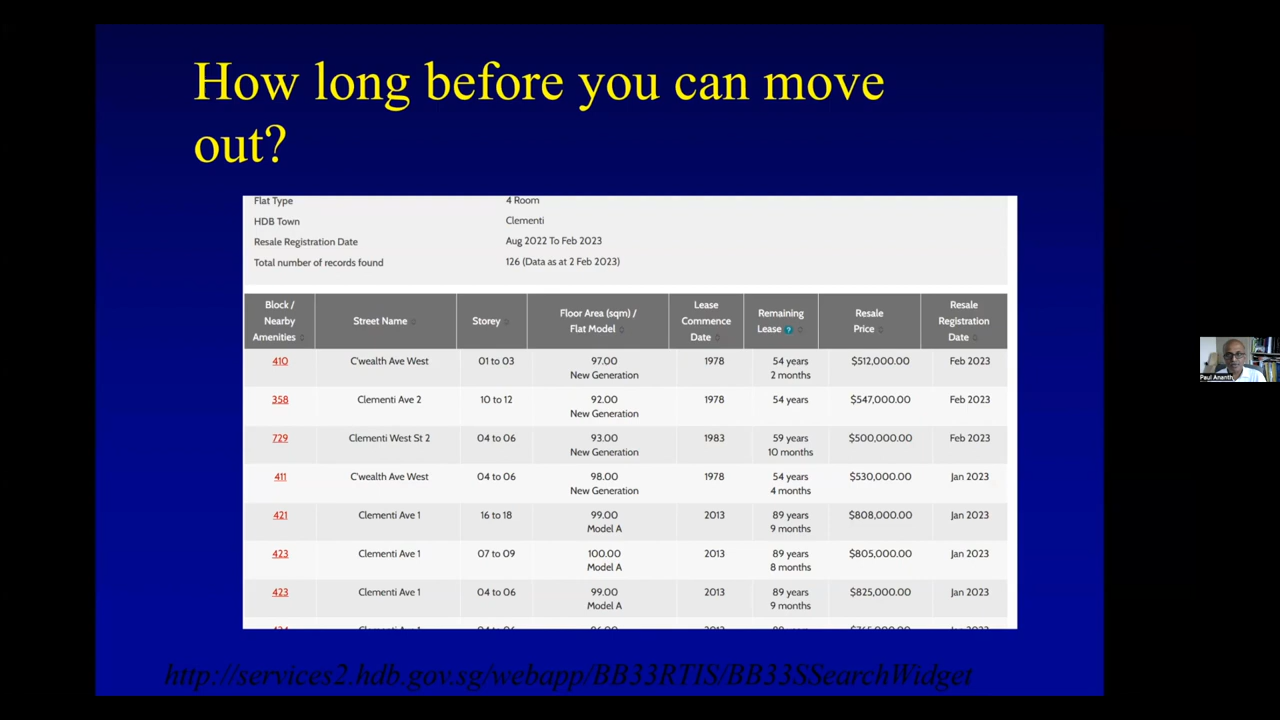 How long before you can move
out?
Flat Type 4 Room
HDB Town Clementi
Resale Registration Date Aug 2022 To Feb 2023
Total number of records found 126 (Data as at 2 Feb 2023)
Block / Nearby Amenities Street Name Storey Floor Area (sqm) / Flat Model Lease Commence Date Remaining Lease ? Resale Price Resale Registration Date
410 C'wealth Ave West 01 to 03 97.00 1978 54 years $512,000.00 Feb 2023
New Generation 2 months
358 Clementi Ave 2 10 to 12 92.00 1978 54 years $547,000.00 Feb 2023
New Generation
729 Clementi West St 2 04 to 06 93.00 1983 59 years $500,000.00 Feb 2023
New Generation 10 months
411 C'wealth Ave West 04 to 06 98.00 1978 54 years $530,000.00 Jan 2023
New Generation 4 months
421 Clementi Ave 1 16 to 18 99.00 2013 89 years $808,000.00 Jan 2023
Model A 9 months
423 Clementi Ave 1 07 to 09 100.00 2013 89 years $805,000.00 Jan 2023
Model A 8 months
423 Clementi Ave 1 04 to 06 99.00 2013 89 years $825,000.00 Jan 2023
Model A 9 months
http://services2.hdb.gov.sg/webapp/BB33RTIS/BB33SSearchWidget
Paul Ananth